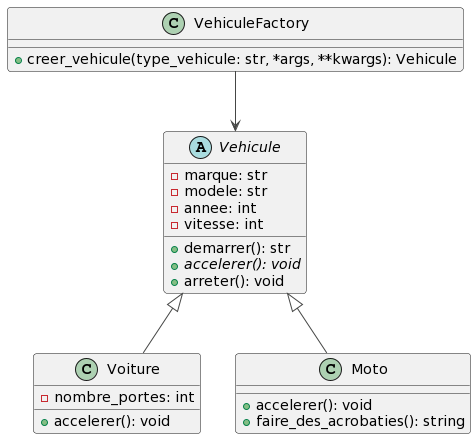 C VehiculeFactory
creer_vehicule(type_vehicule: str, *args, **kwargs): Vehicule
A Vehicule
marque: str
modele: str
annee: int
vitesse: int
demarrer(): str
accelerer(): void
arreter(): void
C Voiture
nombre_portes: int
accelerer(): void
C Moto
accelerer(): void
faire_des_acrobaties(): string